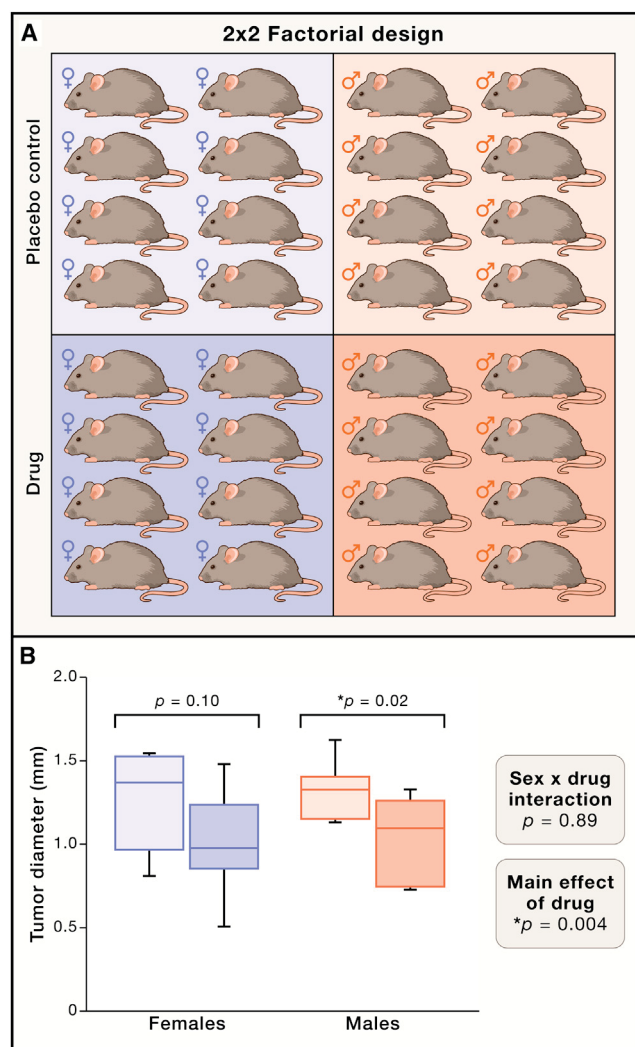 A
2x2 Factorial design
♀ ♀ ♂ ♂
♀ ♀ ♂ ♂
♀ ♀ ♂ ♂
♀ ♀ ♂ ♂
Placebo control
♀ ♀ ♂ ♂
♀ ♀ ♂ ♂
♀ ♀ ♂ ♂
♀ ♀ ♂ ♂
Drug
B
Tumor diameter (mm)
2.0
1.5
1.0
0.5
0
p = 0.10
*p = 0.02
Females
Males
Sex x drug
interaction
p = 0.89
Main effect
of drug
*p = 0.004